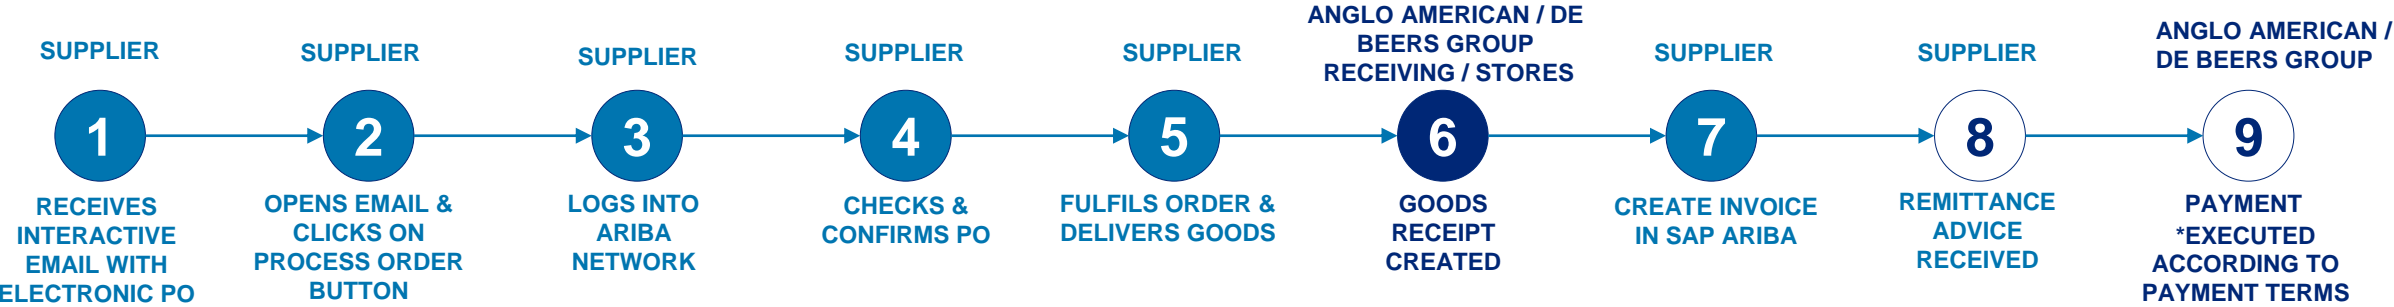 SUPPLIER
1
RECEIVES
INTERACTIVE
EMAIL WITH
ELECTRONIC PO
SUPPLIER
2
OPENS EMAIL &
CLICKS ON
PROCESS ORDER
BUTTON
SUPPLIER
3
LOGS INTO
ARIBA
NETWORK
SUPPLIER
4
CHECKS &
CONFIRMS PO
SUPPLIER
5
FULFILS ORDER &
DELIVERS GOODS
ANGLO AMERICAN / DE
BEERS GROUP
RECEIVING / STORES
6
GOODS
RECEIPT
CREATED
SUPPLIER
7
CREATE INVOICE
IN SAP ARIBA
SUPPLIER
8
REMITTANCE
ADVICE
RECEIVED
ANGLO AMERICAN /
DE BEERS GROUP
9
PAYMENT
*EXECUTED
ACCORDING TO
PAYMENT TERMS